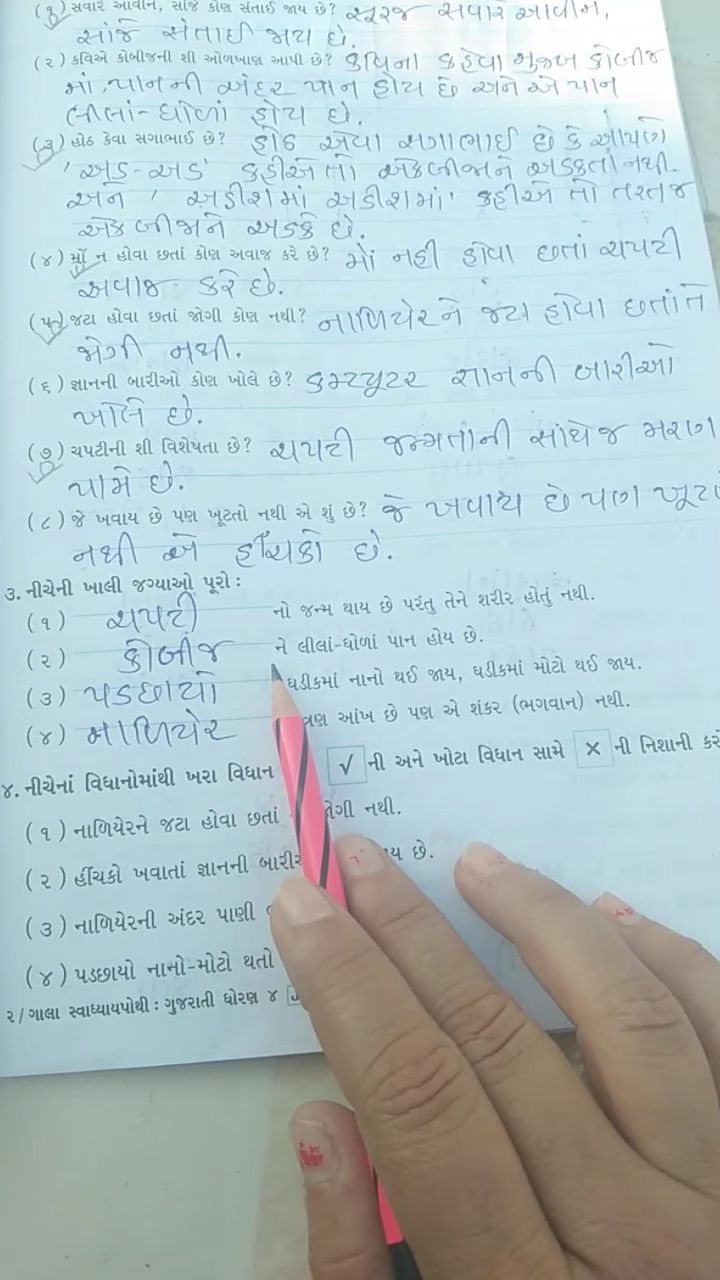 (૧) સવારે આવીને, સાંજે કોણ સંતાઈ જાય છે? સૂરજ સવારે આવીને,
સાંજે સંતાઈ જાય છે.
(૨) કવિએ કોબીજની શી ઓળખાણ આપી છે? કવિના કહેવા મુજબ કોબીજ
માં પાનની અંદર પાન હોય છે અને એ પાન
લીલાં-ધોળાં હોય છે.
(૩) હોઠ કેવા સગાભાઈ છે? હોઠ એવા સગાભાઈ છે કે આપણે
'અડ-અડ' કહીએ તો એકબીજાને અડકતા નથી.
અને 'અડીશમાં અડીશમાં' કહીએ તો તરત જ
એકબીજાને અડકે છે.
(૪) મોં ન હોવા છતાં કોણ અવાજ કરે છે? મોં નહી હોવા છતાં ચપટી
અવાજ કરે છે.
(૫) જટા હોવા છતાં જોગી કોણ નથી? નાળિયેરને જટા હોવા છતાં તે
જોગી નથી.
(૬) જ્ઞાનની બારીઓ કોણ ખોલે છે? કમ્પ્યૂટર જ્ઞાનની બારીઓ
ખોલે છે.
(૭) ચપટીની શી વિશેષતા છે? ચપટી જન્મતાંની સાથે જ મરણ
પામે છે.
(૮) જે ખવાય છે પણ ખૂટતો નથી એ શું છે? જે ખવાય છે પણ ખૂટતો
નથી એ હીંચકો છે.
૩. નીચેની ખાલી જગ્યાઓ પૂરો :
(૧) ચપટી નો જન્મ થાય છે પરંતુ તેને શરીર હોતું નથી.
(૨) કોબીજ ને લીલાં-ધોળાં પાન હોય છે.
(૩) પડછાયો ઘડીકમાં નાનો થઈ જાય, ઘડીકમાં મોટો થઈ જાય.
(૪) નાળિયેર ત્રણ આંખ છે પણ એ શંકર (ભગવાન) નથી.
૪. નીચેનાં વિધાનોમાંથી ખરા વિધાન √ ની અને ખોટા વિધાન સામે × ની નિશાની કરો
(૧) નાળિયેરને જટા હોવા છતાં જોગી નથી.
(૨) હીંચકો ખવાતાં જ્ઞાનની છે.
(૩) નાળિયેરની અંદર પાણી
(૪) પડછાયો નાનો-મોટો થતો
૨/ગાલા સ્વાધ્યાયપોથી : ગુજરાતી ધોરણ ૪